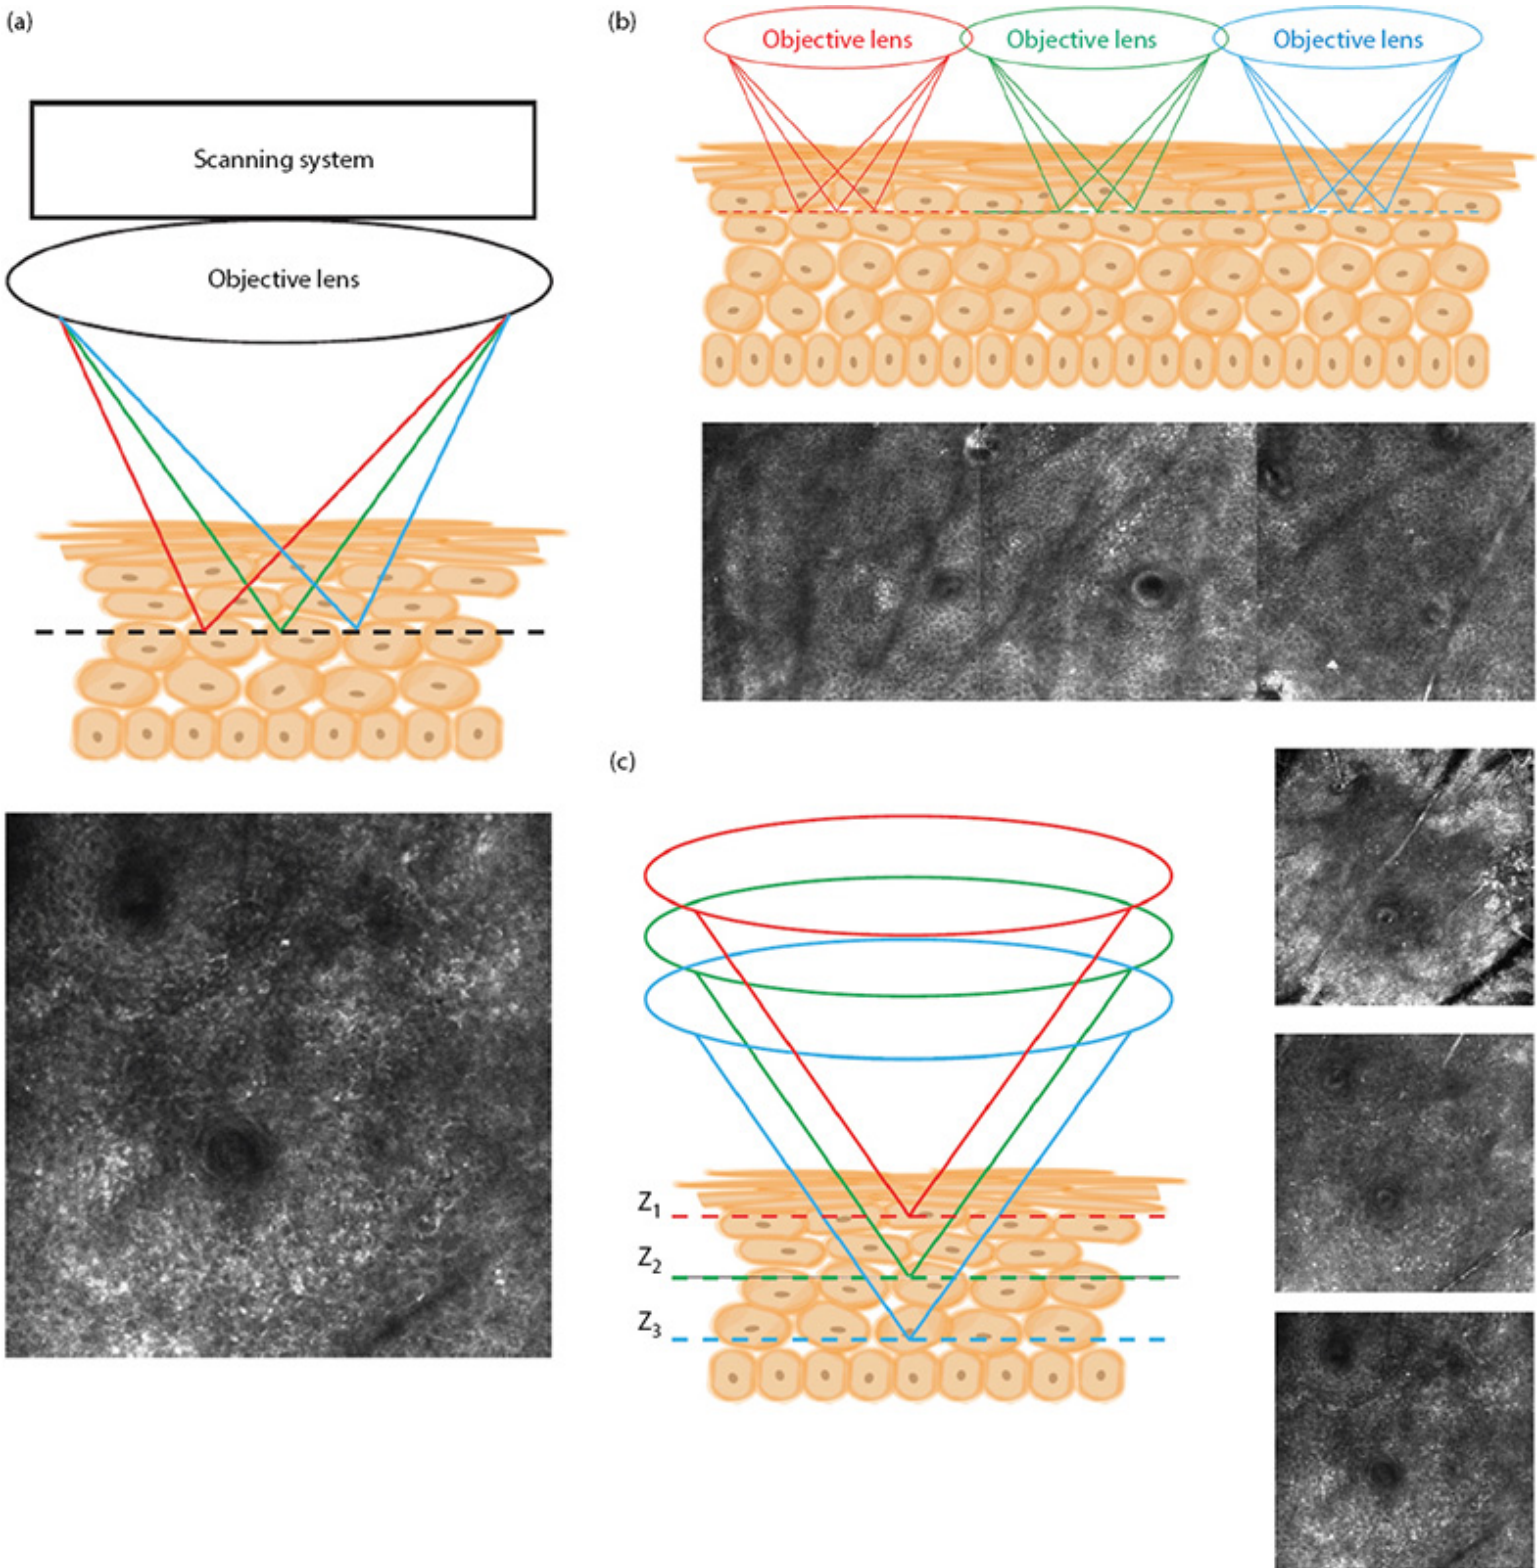 (a)
Scanning system
Objective lens
(b)
Objective lens
Objective lens
Objective lens
(c)
Z1
Z2
Z3